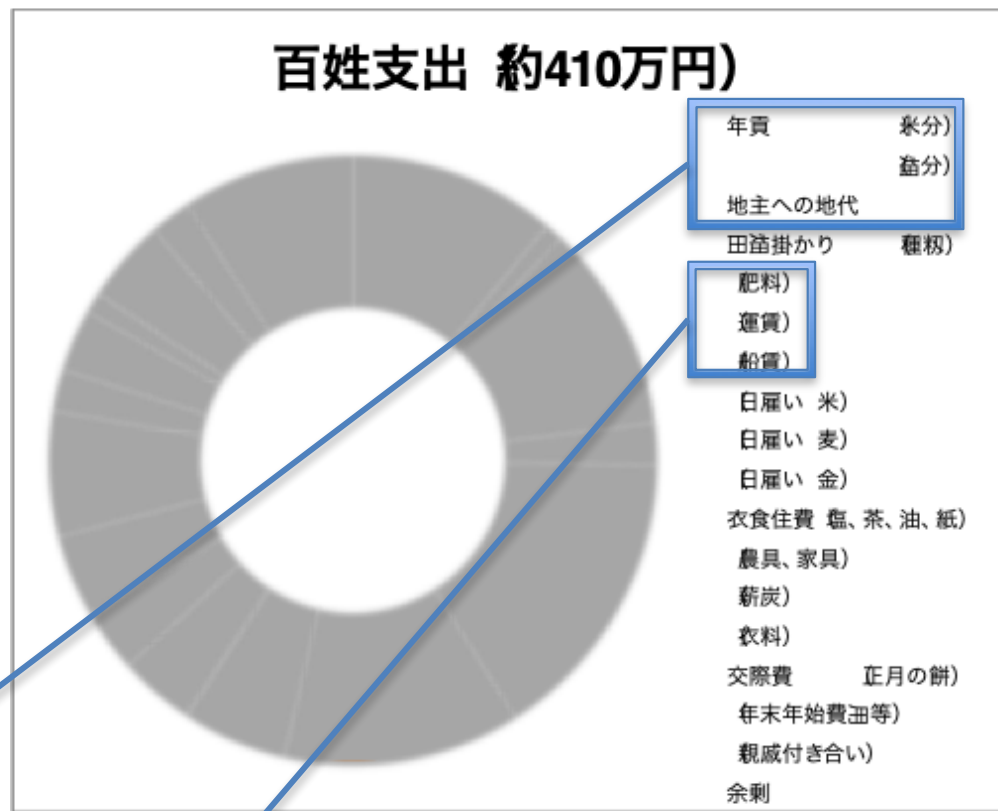 百姓支出 (約410万円)
年貢 (米分)
(畑分)
地主への地代
田畑掛かり (種籾)
(肥料)
(運賃)
(船賃)
(日雇い 米)
(日雇い 麦)
(日雇い 金)
衣食住費 (塩、茶、油、紙)
(農具、家具)
(薪炭)
(衣料)
交際費 (正月の餅)
(年末年始費用等)
(親戚付き合い)
余剰